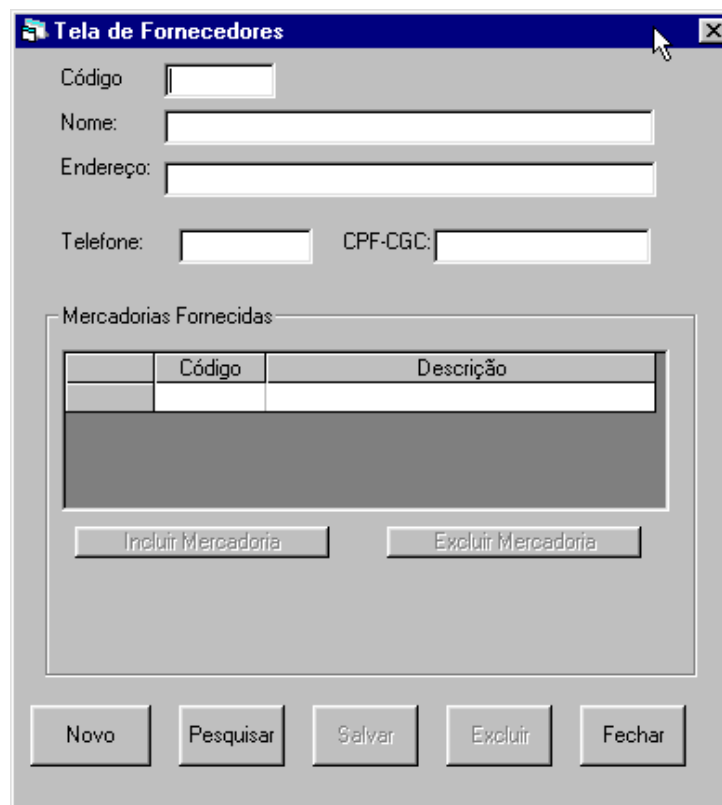 Tela de Fornecedores
Código
Nome:
Endereço:
Telefone: CPF-CGC:
Mercadorias Fornecidas
Código Descrição
Incluir Mercadoria Excluir Mercadoria
Novo Pesquisar Salvar Excluir Fechar